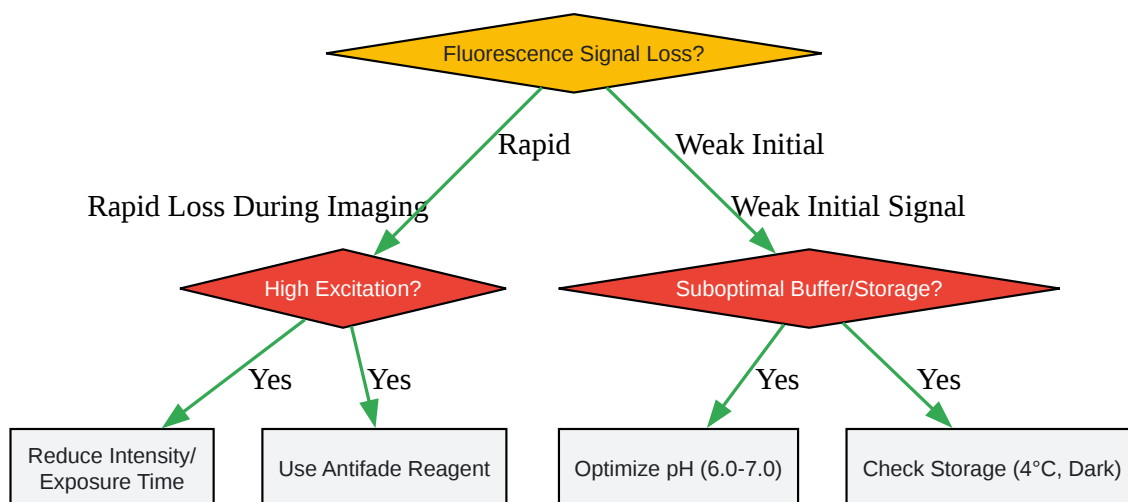 Fluorescence Signal Loss?
Rapid
Weak Initial
Rapid Loss During Imaging
Weak Initial Signal
High Excitation?
Suboptimal Buffer/Storage?
Yes
Yes
Yes
Yes
Reduce Intensity/
Exposure Time
Use Antifade Reagent
Optimize pH (6.0-7.0)
Check Storage (4°C, Dark)